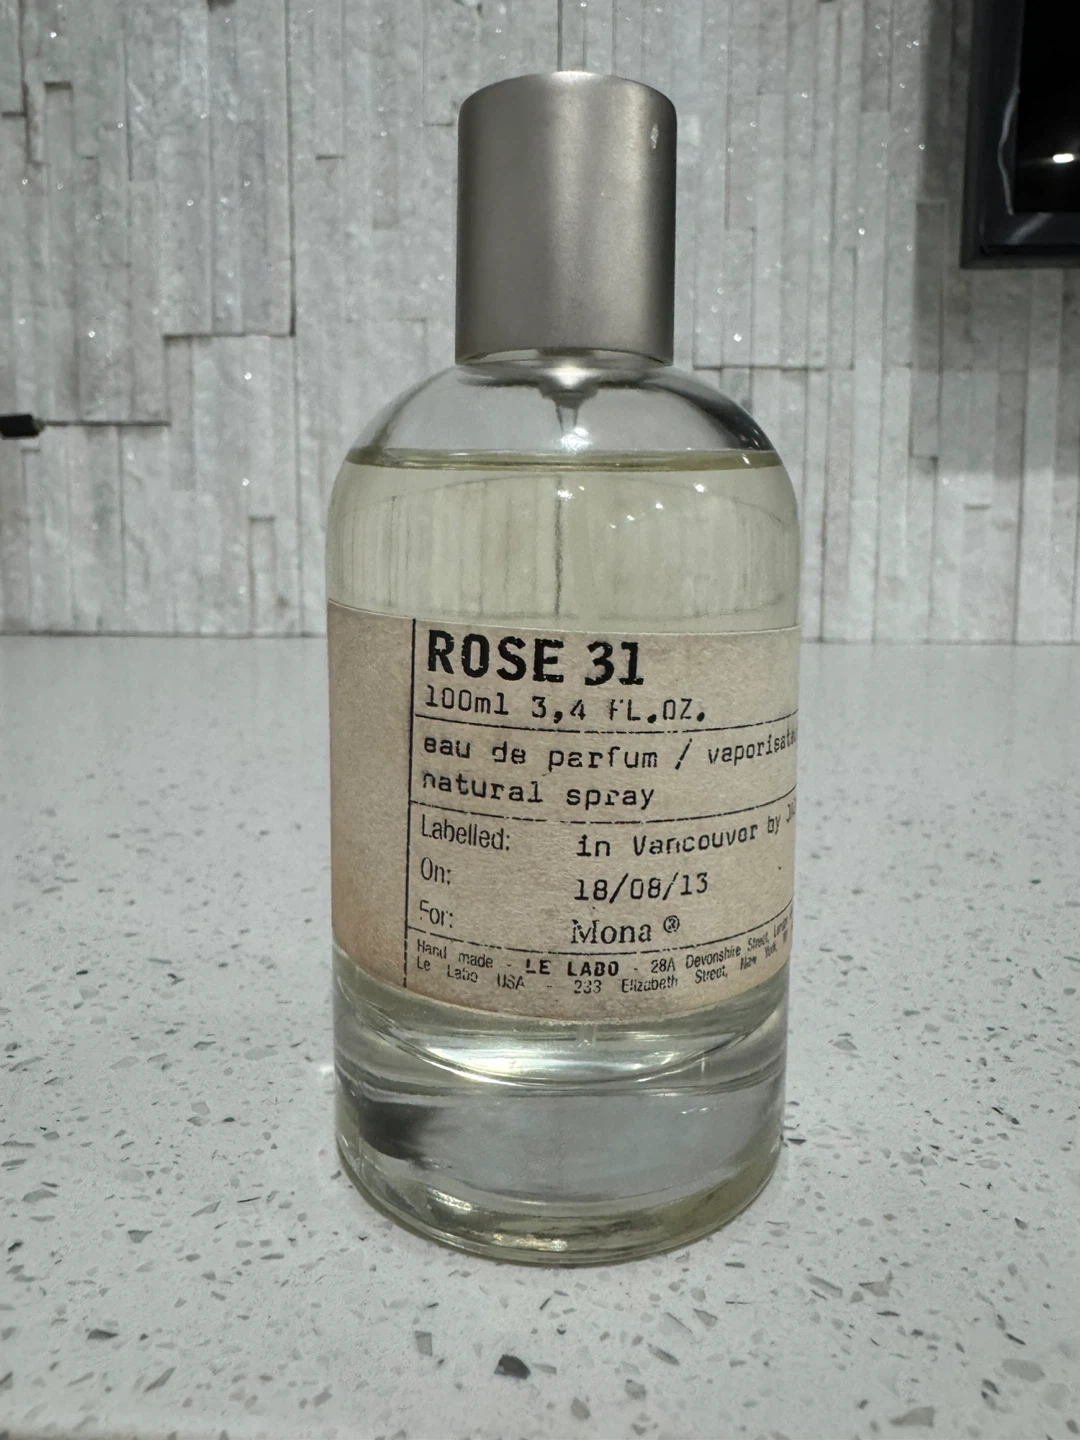 ROSE 31
100ml 3,4 FL.OZ.
eau de parfum /
natural spray
Labelled: in Vancouver by
On: 18/08/13
For: Mona ®
Hand made - LE LABO - 28A Devonshire Street,
Le Labo USA - 233 Elizabeth Street, New York,